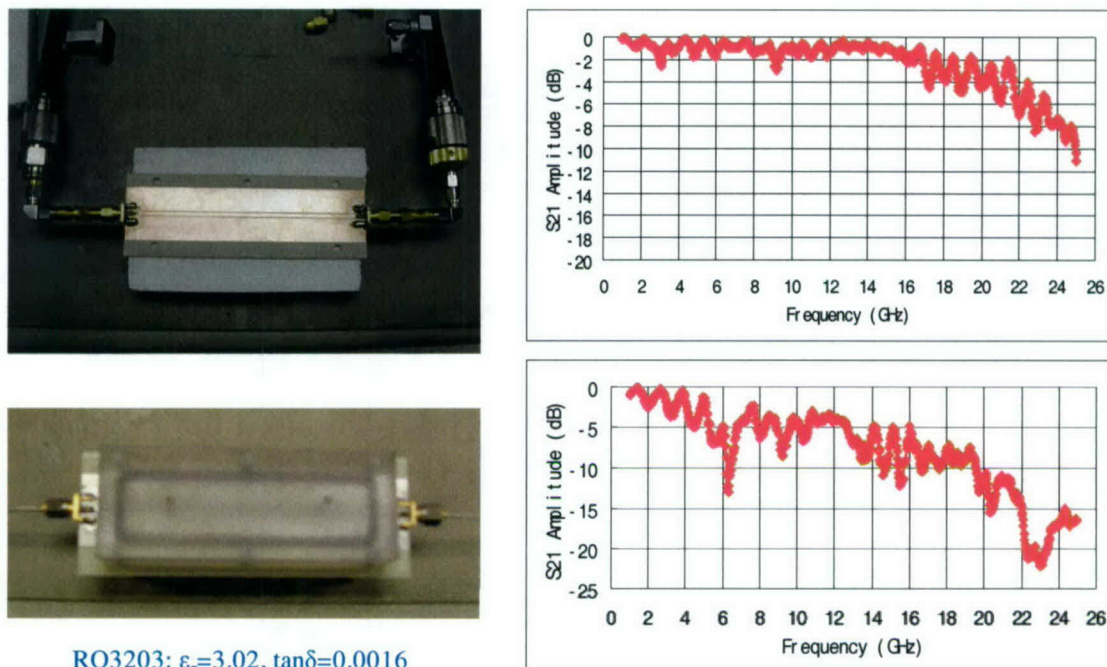 0
-2
-4
-6
-8
-10
-12
-14
-16
-18
-20
S21 Amplitude (dB)
0 2 4 6 8 10 12 14 16 18 20 22 24 26
Frequency (GHz)
0
-5
-10
-15
-20
-25
S21 Amplitude (dB)
0 2 4 6 8 10 12 14 16 18 20 22 24 26
Frequency (GHz)
RO3203: εr=3.02, tanδ=0.0016